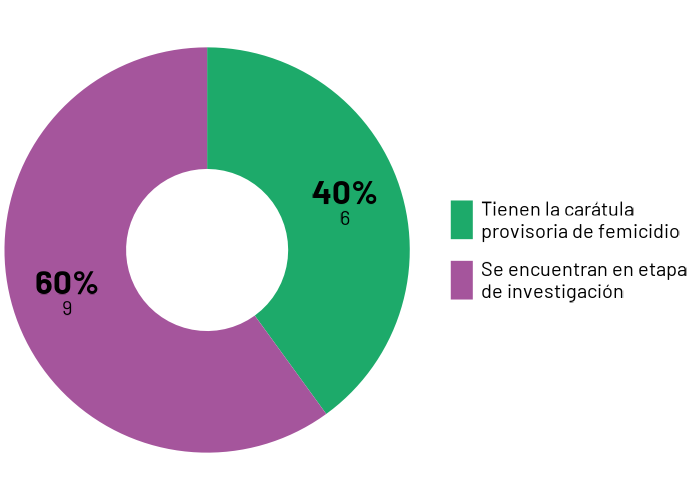 40%
6
60%
9
Tienen la carátula
provisoria de femicidio
Se encuentran en etapa
de investigación